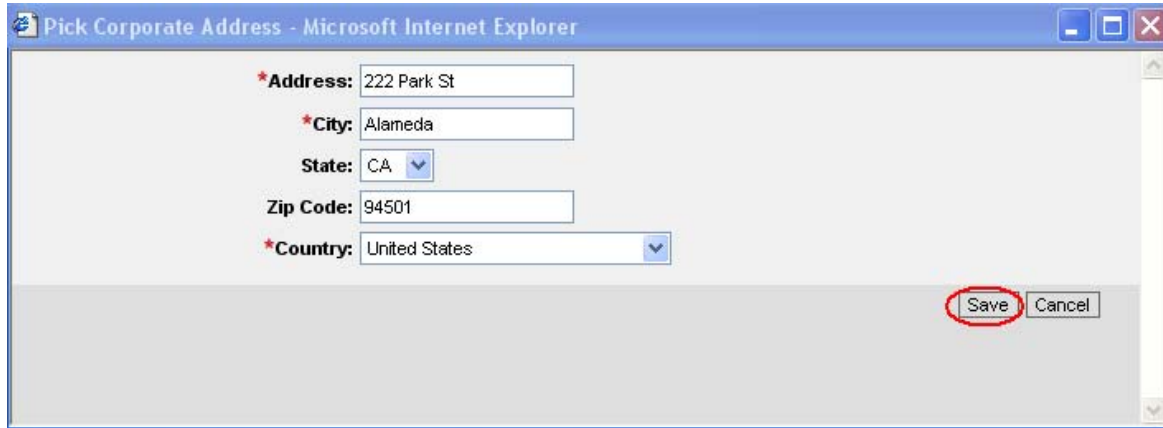 Pick Corporate Address - Microsoft Internet Explorer
*Address: 222 Park St
*City: Alameda
State: CA
Zip Code: 94501
*Country: United States
Save Cancel